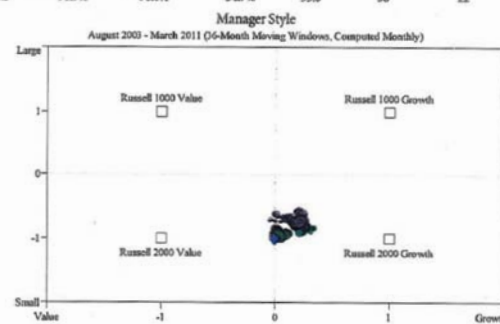 Manager Style
August 2003 - March 2011 (36-Month Moving Windows, Computed Monthly)
Large
Russell 1000 Value
Russell 1000 Growth
1
0
-1
Russell 2000 Value
Russell 2000 Growth
Small
Value
-1
0
1
Growt